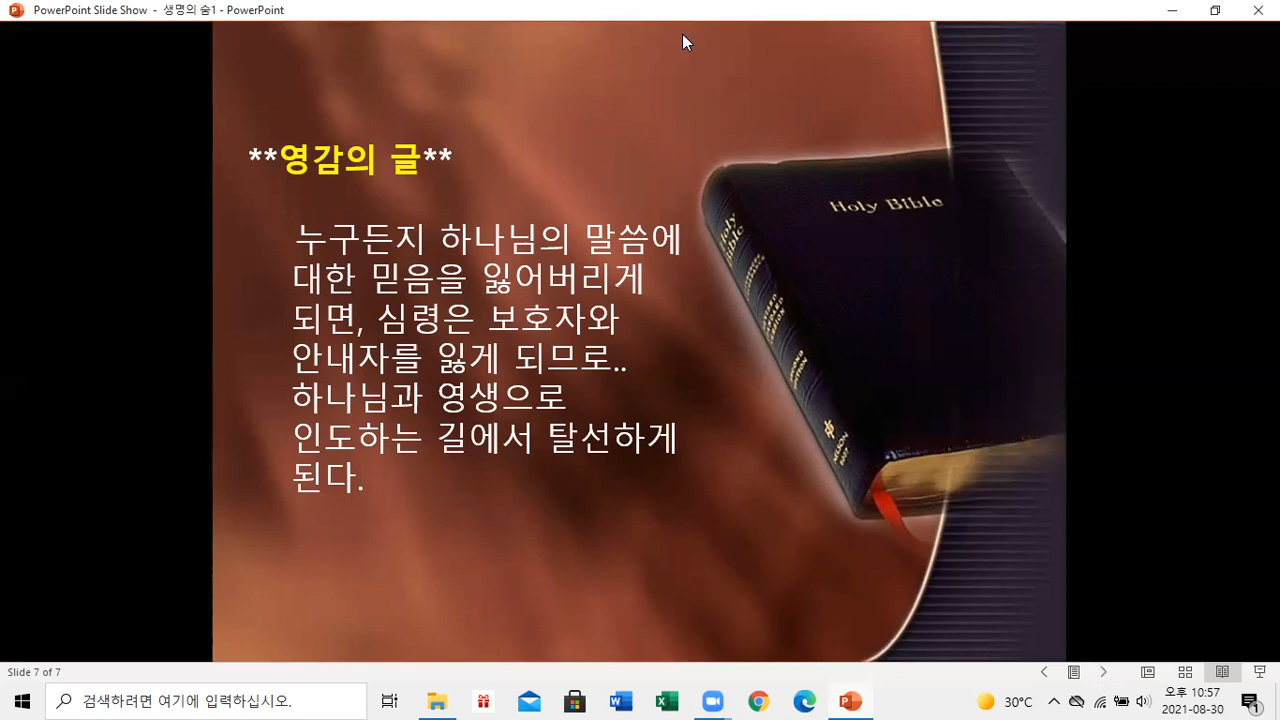 PowerPoint Slide Show - 생명의 숨1 - PowerPoint
**영감의 글**
누구든지 하나님의 말씀에
대한 믿음을 잃어버리게
되면, 심령은 보호자와
안내자를 잃게 되므로..
하나님과 영생으로
인도하는 길에서 탈선하게
된다.
Holy Bible
Holy Bible
Slide 7 of 7
검색하려면 여기에 입력하십시오.
30°C
오후 10:57
2021-08-30
1